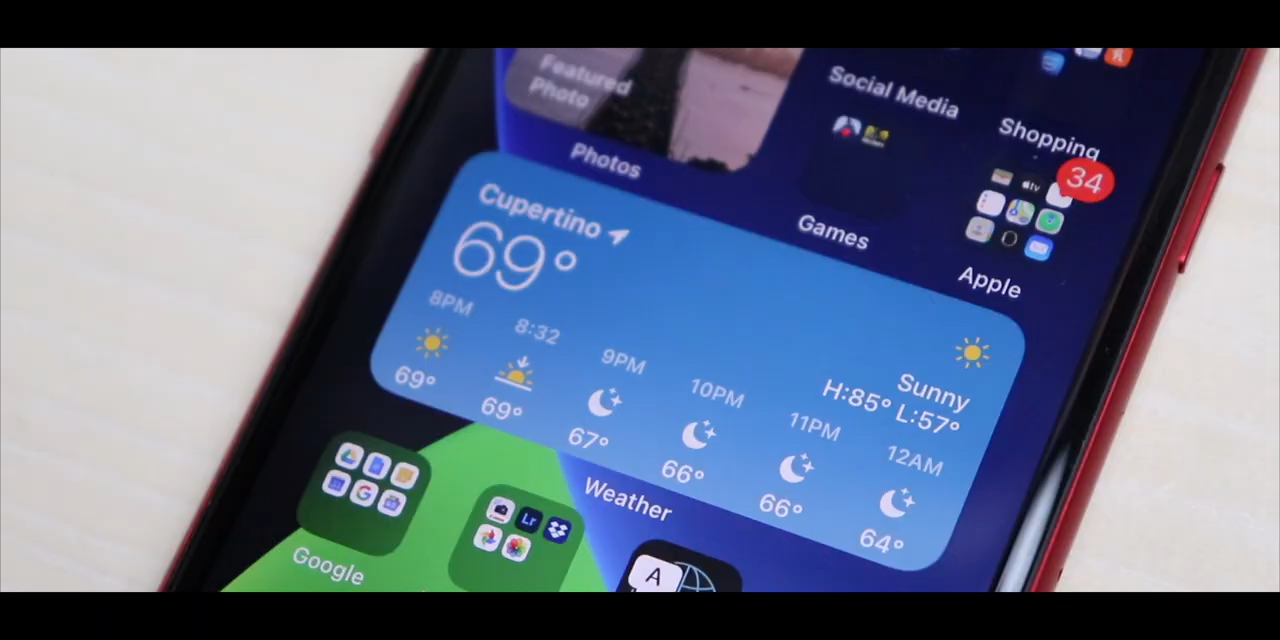 Featured
Photo
Photos
Social Media
Shopping
34
Games
Apple
tv
Cupertino
69°
Sunny
H:85° L:57°
8PM
8:32
9PM
10PM
11PM
12AM
69°
69°
67°
66°
66°
64°
Weather
Google
G
Lr
A